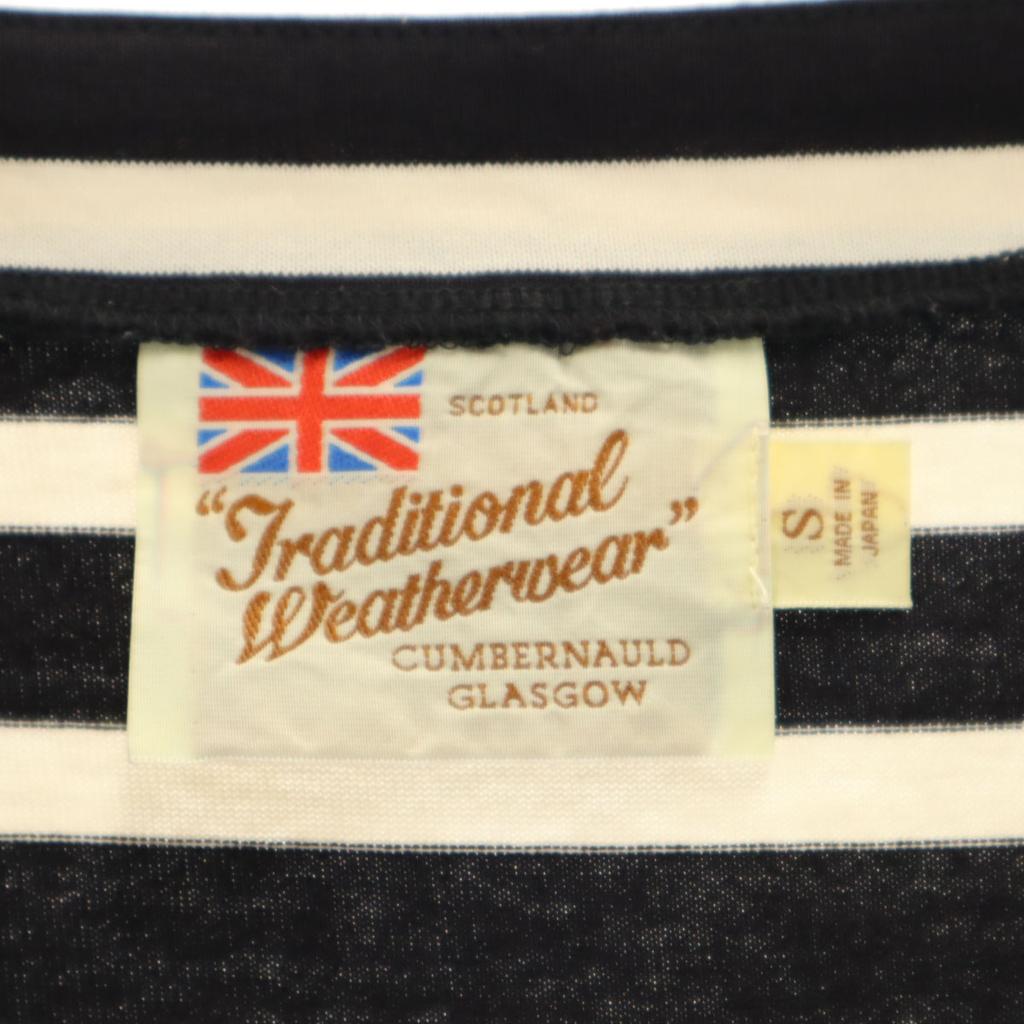 SCOTLAND
“Traditional
Weatherwear”
CUMBERNAULD
GLASGOW
S
MADE IN
JAPAN